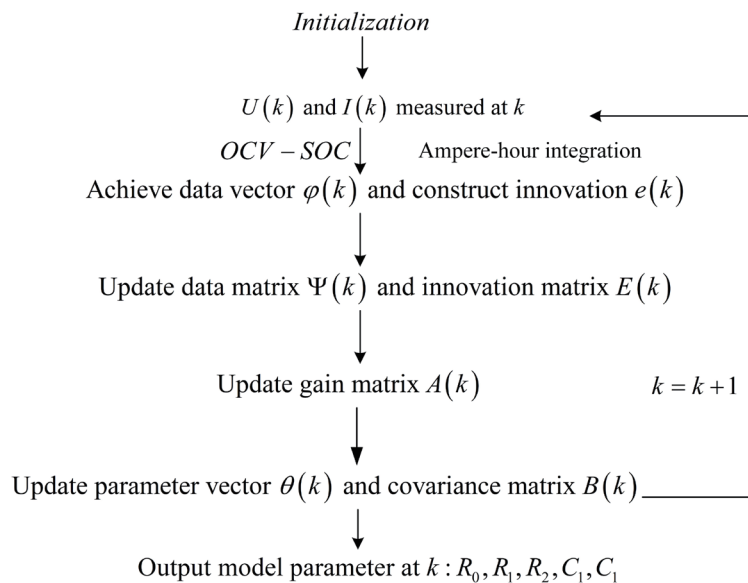 Initialization
U(k) and I(k) measured at k
OCV – SOC Ampere-hour integration
Achieve data vector φ(k) and construct innovation e(k)
Update data matrix Ψ(k) and innovation matrix E(k)
Update gain matrix A(k)
k = k+1
Update parameter vector θ(k) and covariance matrix B(k)
Output model parameter at k : R₀, R₁, R₂, C₁, C₁